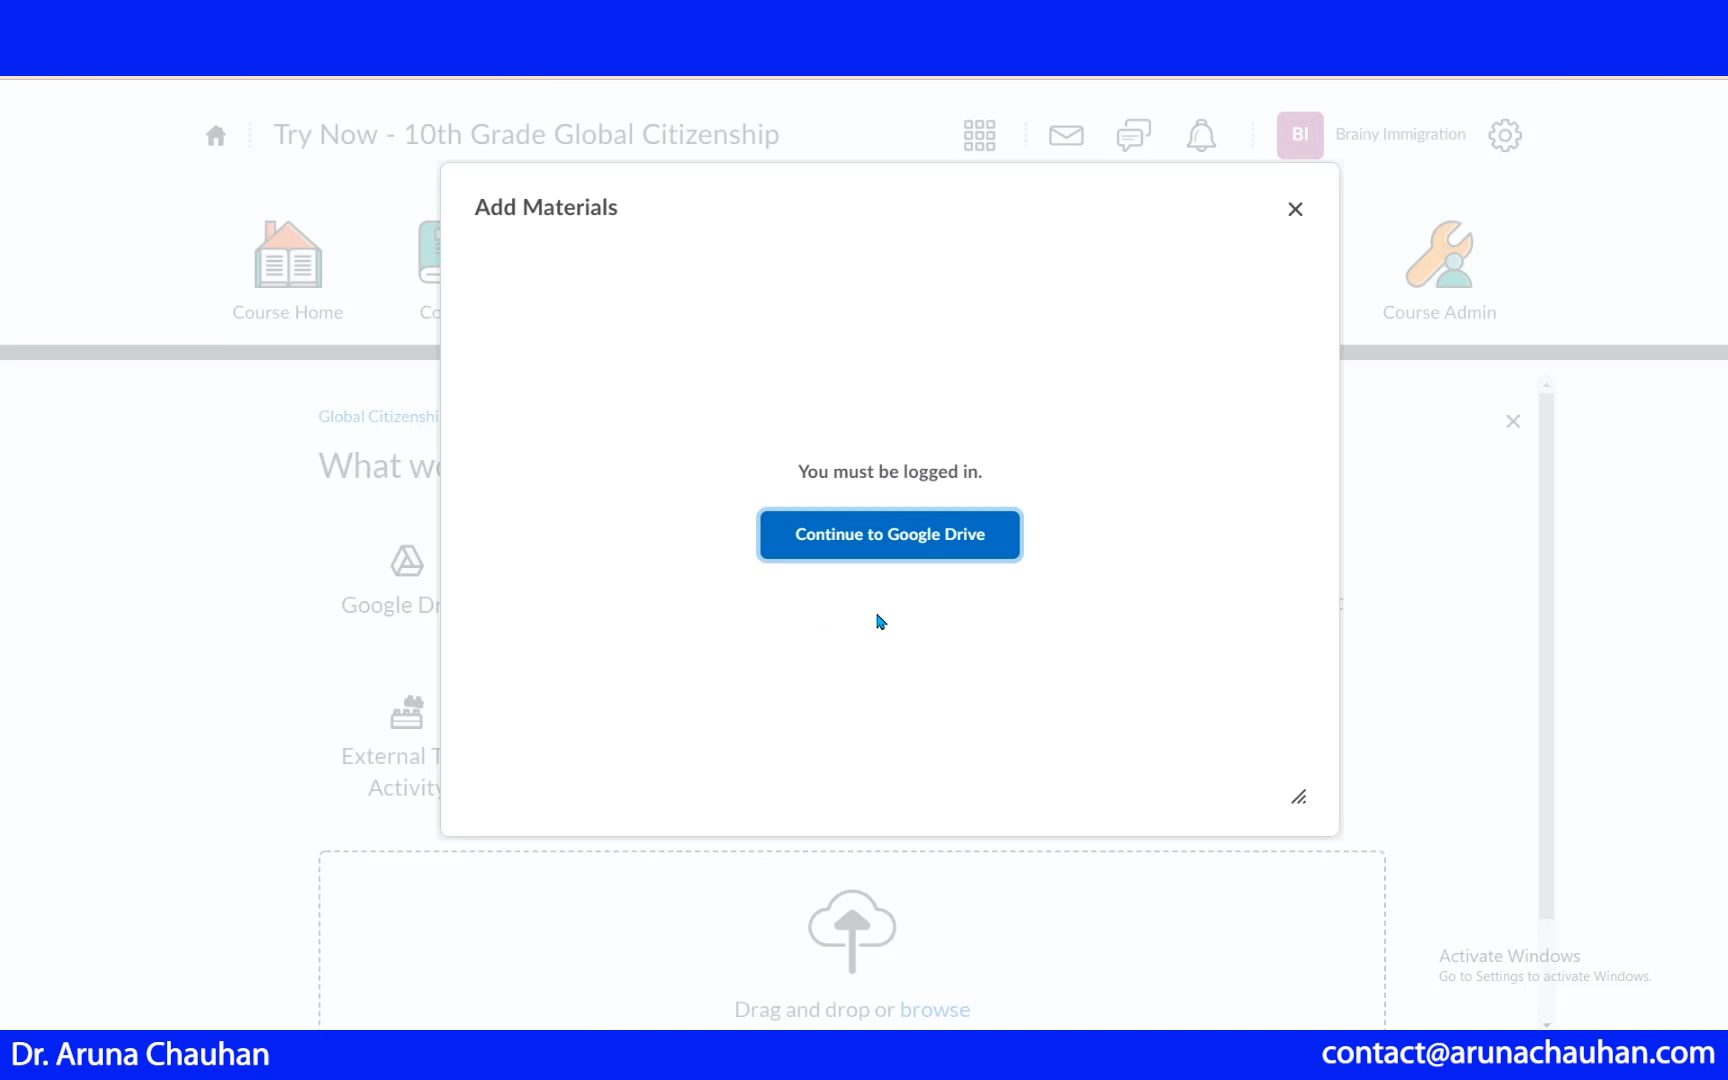 Try Now - 10th Grade Global Citizenship
BI
Brainy Immigration
Add Materials
Course Home
Co
Course Admin
Global Citizenshi
What wo
You must be logged in.
Continue to Google Drive
Google Dr
External T
Activity
Drag and drop or browse
Activate Windows
Go to Settings to activate Windows.
Dr. Aruna Chauhan
contact@arunachauhan.com